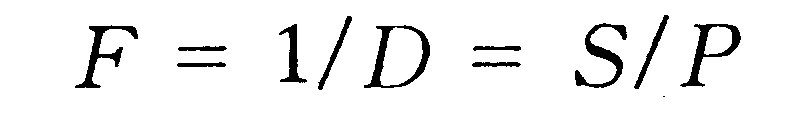 F = 1/D = S/P